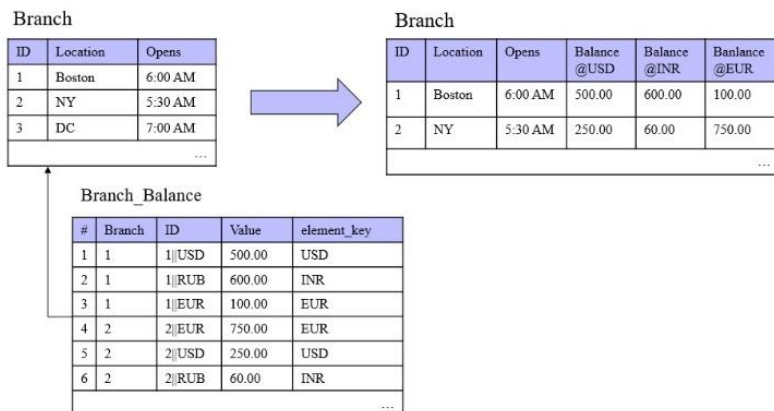 Branch
ID Location Opens
1 Boston 6:00 AM
2 NY 5:30 AM
3 DC 7:00 AM
...
Branch
ID Location Opens Balance @USD Balance @INR Banlance @EUR
1 Boston 6:00 AM 500.00 600.00 100.00
2 NY 5:30 AM 250.00 60.00 750.00
...
Branch_Balance
# Branch ID Value element_key
1 1 1||USD 500.00 USD
2 1 1||RUB 600.00 INR
3 1 1||EUR 100.00 EUR
4 2 2||EUR 750.00 EUR
5 2 2||USD 250.00 USD
6 2 2||RUB 60.00 INR
...